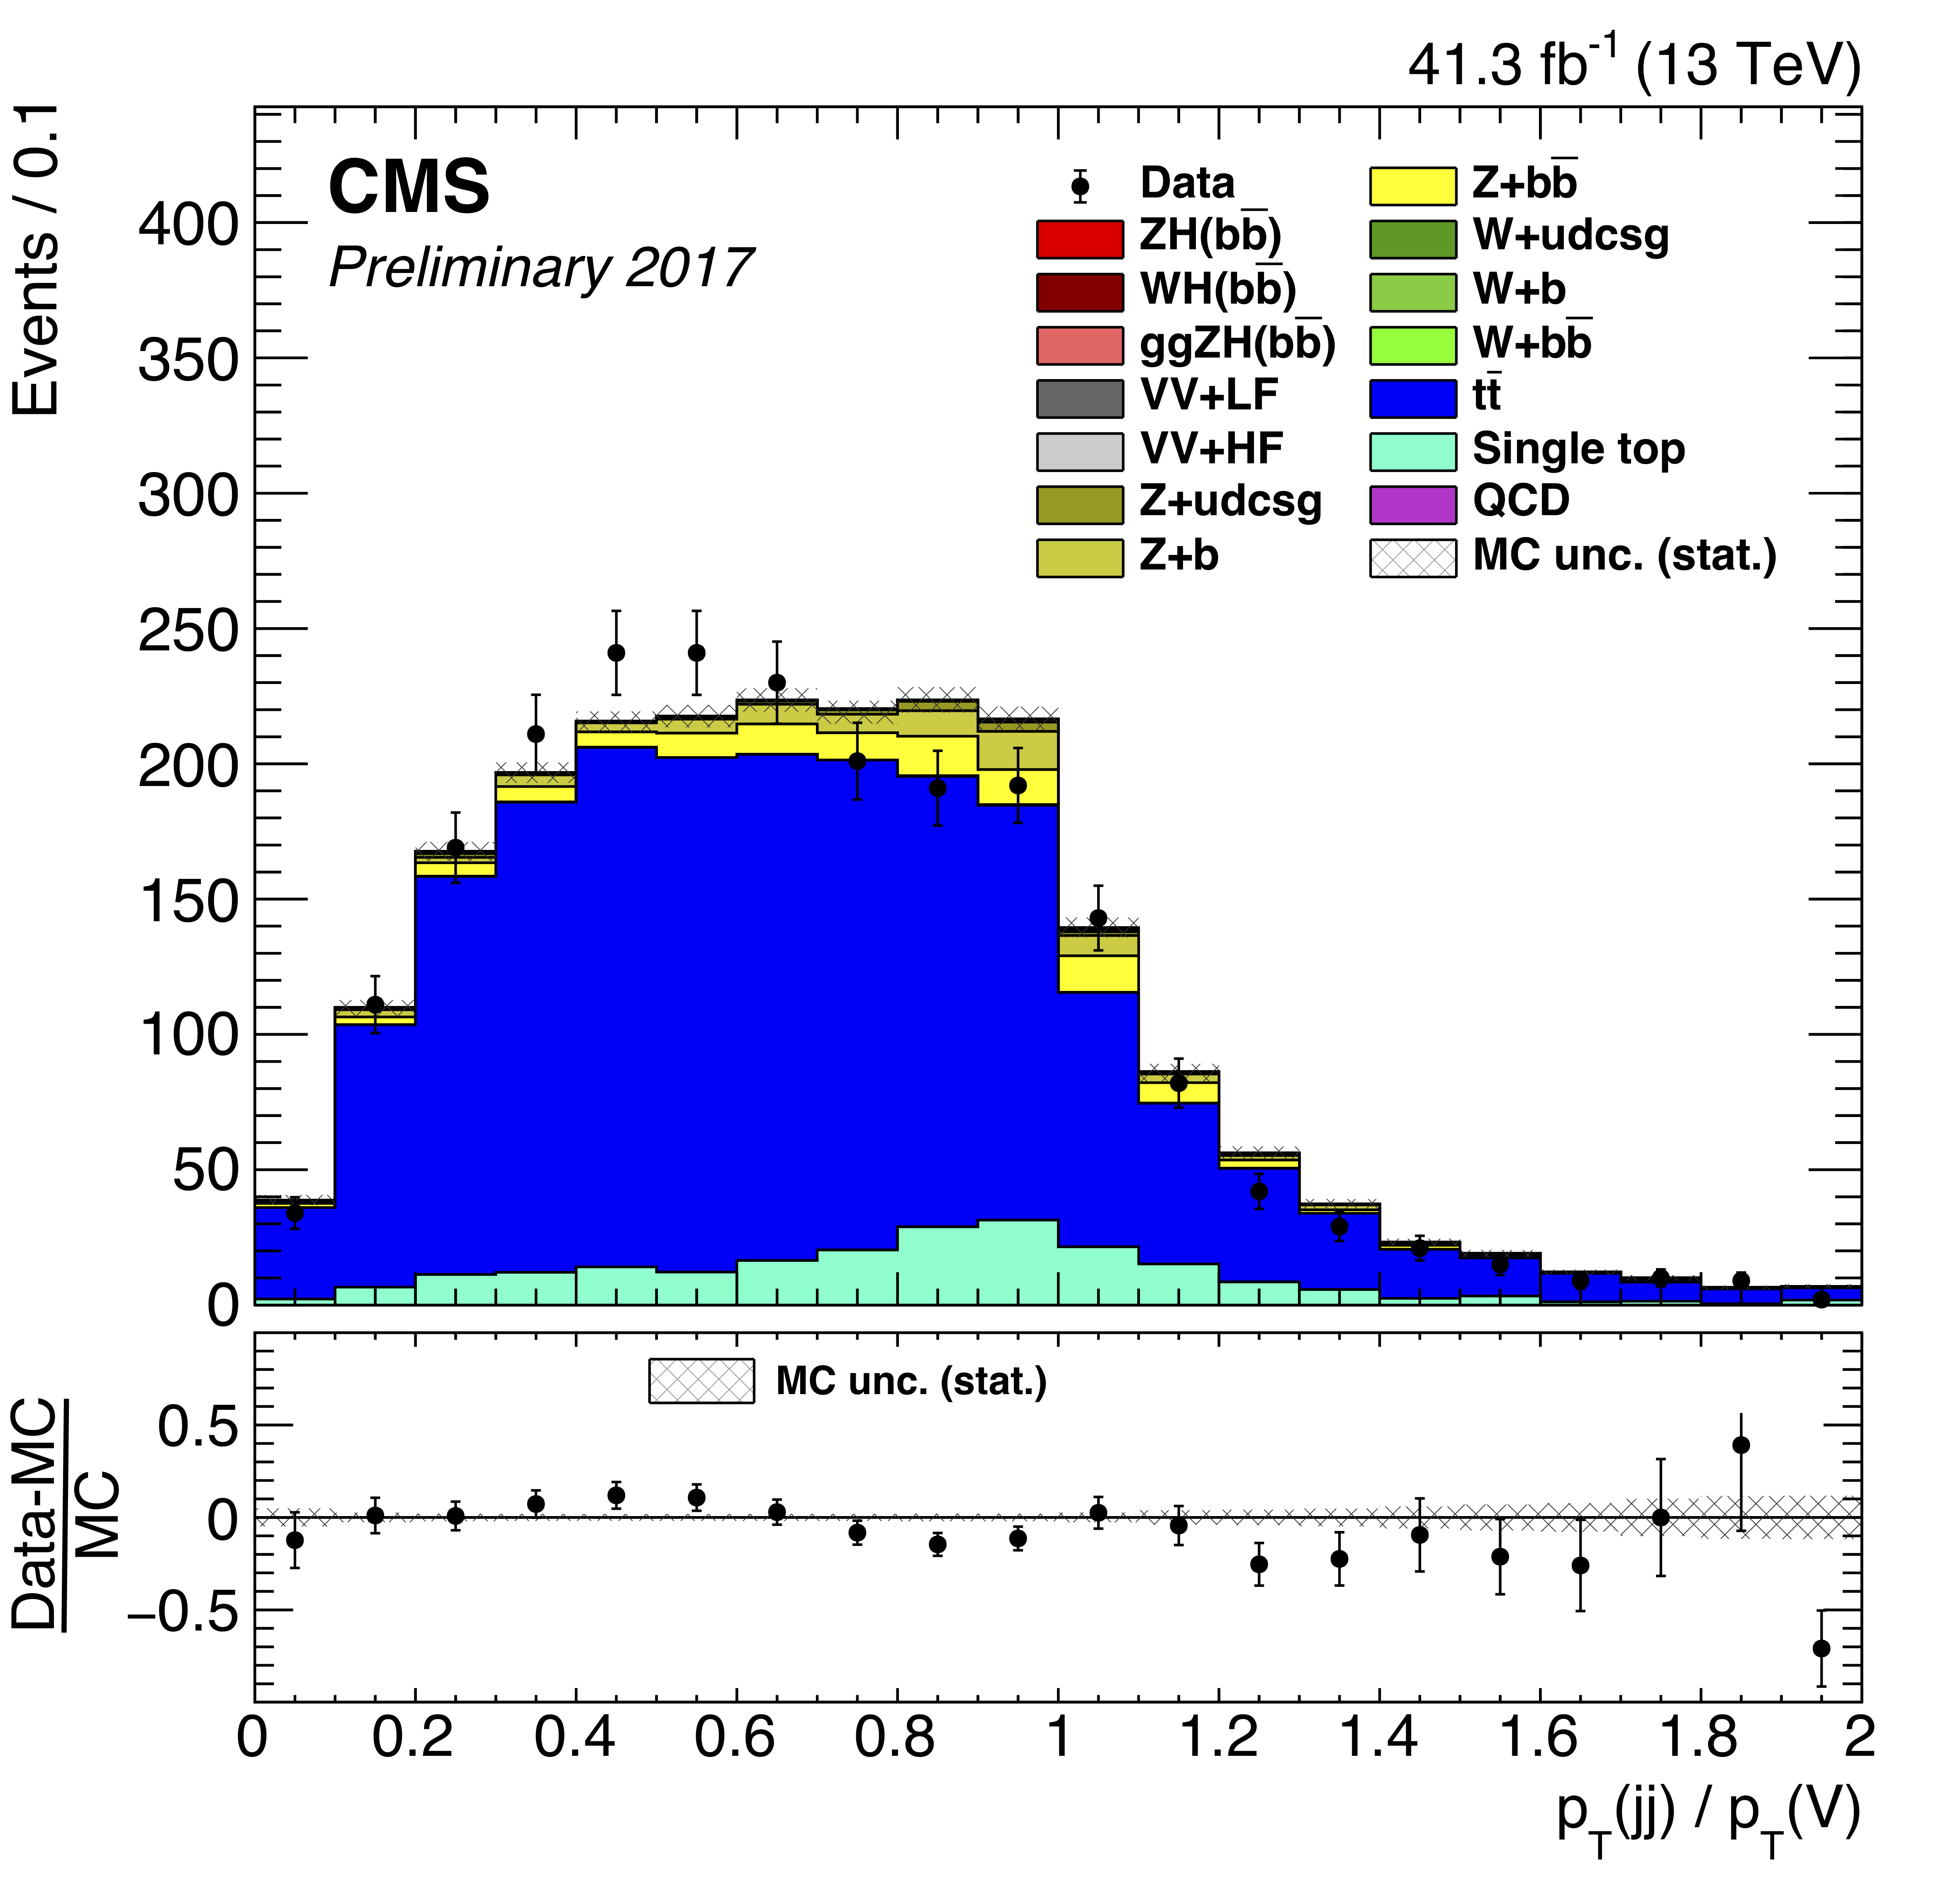 41.3 fb⁻¹ (13 TeV)
Events / 0.1
CMS
Preliminary 2017
Data
ZH(bb̅)
WH(bb̅)
ggZH(bb̅)
VV+LF
VV+HF
Z+udcsg
Z+b
Z+bb̅
W+udcsg
W+b
W+bb̅
tt̅
Single top
QCD
MC unc. (stat.)
400
350
300
250
200
150
100
50
0
MC unc. (stat.)
Data-MC
MC
0.5
0
−0.5
0 0.2 0.4 0.6 0.8 1 1.2 1.4 1.6 1.8 2
p_T(jj) / p_T(V)